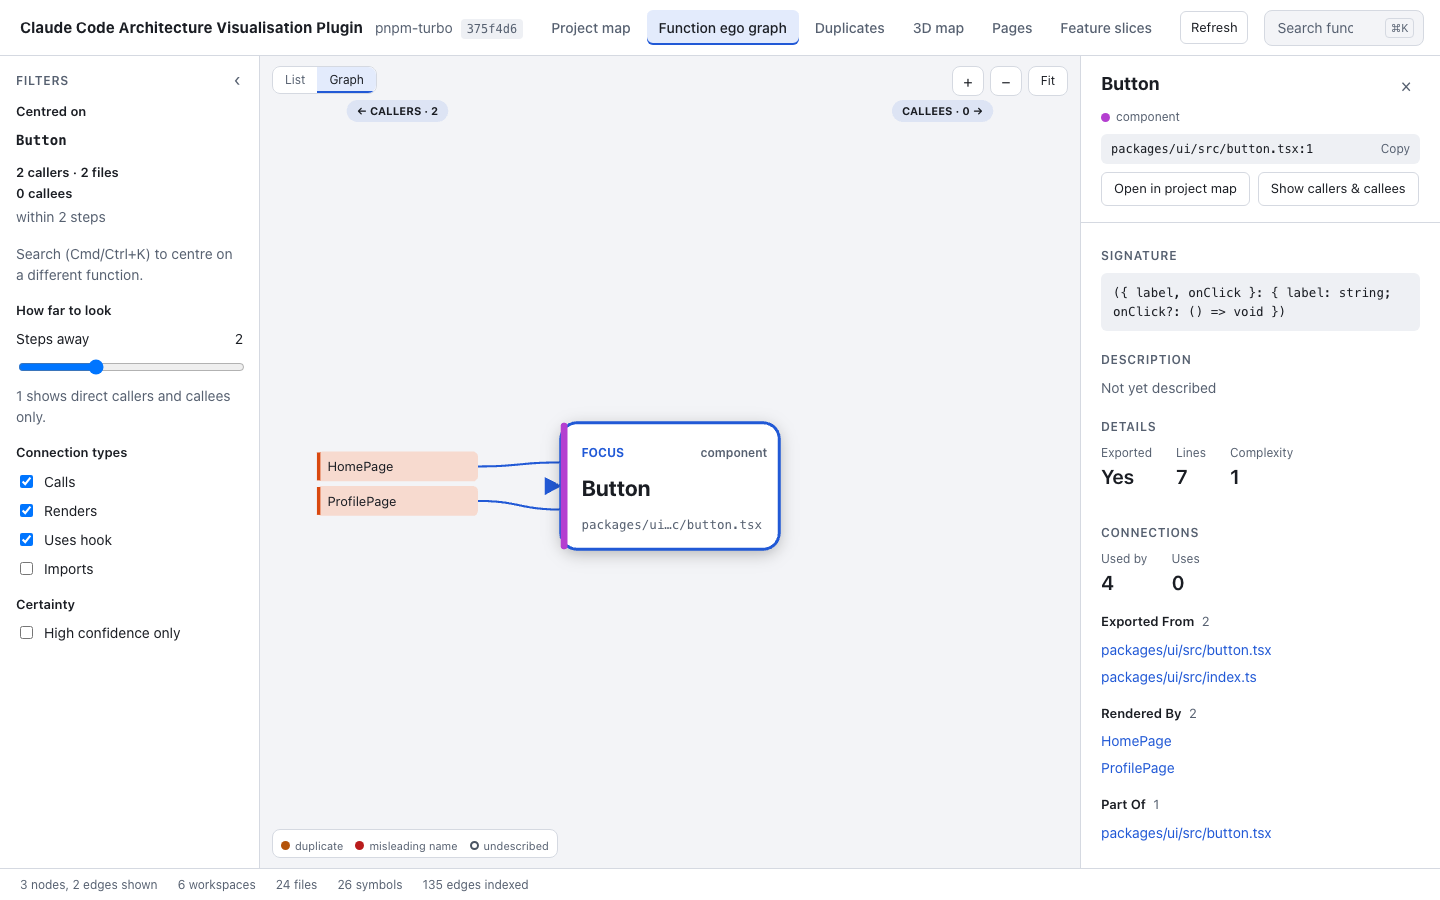 Claude Code Architecture Visualisation Plugin pnpm-turbo 375f4d6 Project map Function ego graph Duplicates 3D map Pages Feature slices Refresh Search func ⌘K
FILTERS
Centred on
Button
2 callers · 2 files
0 callees
within 2 steps
Search (Cmd/Ctrl+K) to centre on
a different function.
How far to look
Steps away 2
1 shows direct callers and callees
only.
Connection types
Calls
Renders
Uses hook
Imports
Certainty
High confidence only
List Graph
+ − Fit
← CALLERS · 2
CALLEES · 0 →
HomePage
ProfilePage
FOCUS component
Button
packages/ui…c/button.tsx
duplicate misleading name undescribed
Button
component
packages/ui/src/button.tsx:1 Copy
Open in project map Show callers & callees
SIGNATURE
({ label, onClick }: { label: string;
onClick?: () => void })
DESCRIPTION
Not yet described
DETAILS
Exported Lines Complexity
Yes 7 1
CONNECTIONS
Used by Uses
4 0
Exported From 2
packages/ui/src/button.tsx
packages/ui/src/index.ts
Rendered By 2
HomePage
ProfilePage
Part Of 1
packages/ui/src/button.tsx
3 nodes, 2 edges shown 6 workspaces 24 files 26 symbols 135 edges indexed